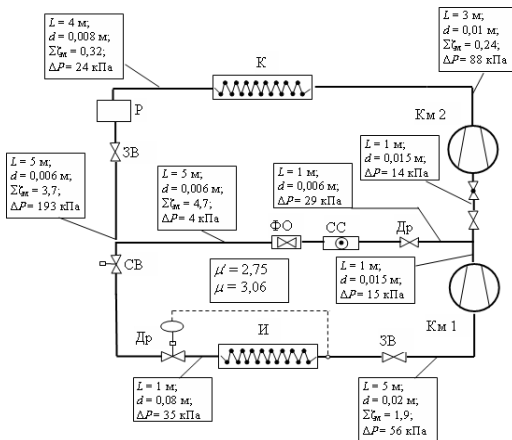 L = 4 м;
d = 0,008 м;
Σζм = 0,32;
ΔP = 24 кПа
L = 3 м;
d = 0,01 м;
Σζм = 0,24;
ΔP = 88 кПа
К
Р
Км 2
ЗВ
L = 1 м;
d = 0,015 м;
ΔP = 14 кПа
L = 5 м;
d = 0,006 м;
Σζм = 3,7;
ΔP = 193 кПа
L = 5 м;
d = 0,006 м;
Σζм = 4,7;
ΔP = 4 кПа
L = 1 м;
d = 0,006 м;
ΔP = 29 кПа
ФО
СС
Др
СВ
μ' = 2,75
μ = 3,06
L = 1 м;
d = 0,015 м;
ΔP = 15 кПа
Др
И
ЗВ
Км 1
L = 1 м;
d = 0,08 м;
ΔP = 35 кПа
L = 5 м;
d = 0,02 м;
Σζм = 1,9;
ΔP = 56 кПа